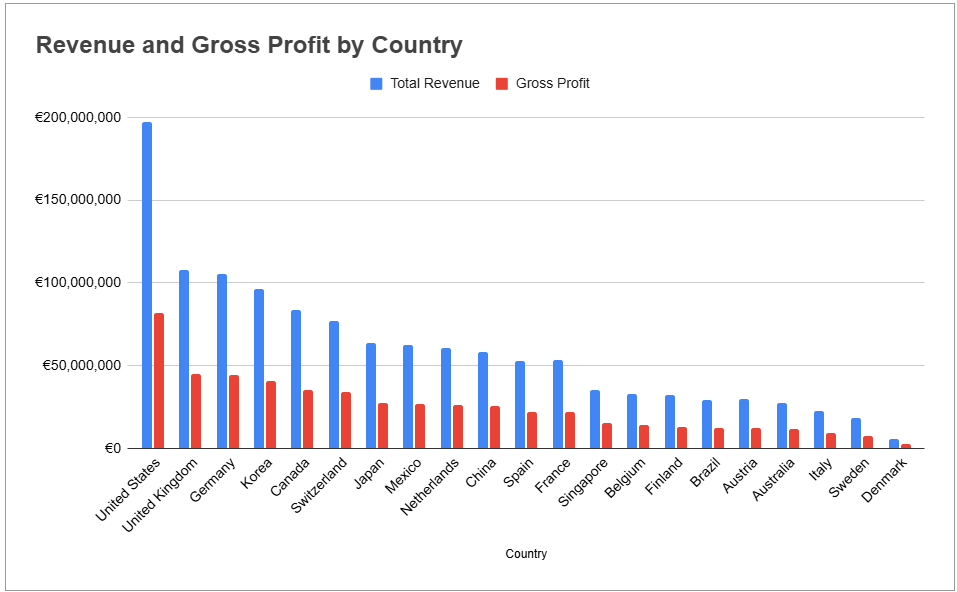 Revenue and Gross Profit by Country
Total Revenue
Gross Profit
€200,000,000
€150,000,000
€100,000,000
€50,000,000
€0
United States
United Kingdom
Germany
Korea
Canada
Switzerland
Japan
Mexico
Netherlands
China
Spain
France
Singapore
Belgium
Finland
Brazil
Austria
Australia
Italy
Sweden
Denmark
Country